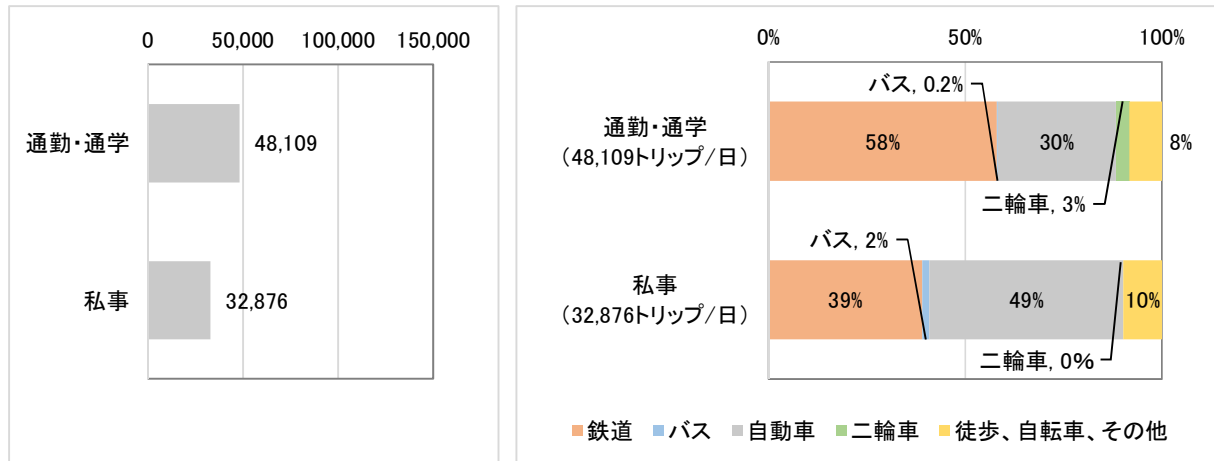 0 50,000 100,000 150,000
通勤・通学 48,109
私事 32,876
0% 50% 100%
バス, 0.2%
通勤・通学
（48,109トリップ/日）
58% 30% 8%
二輪車, 3%
バス, 2%
私事
（32,876トリップ/日）
39% 49% 10%
二輪車, 0%
鉄道 バス 自動車 二輪車 徒歩、自転車、その他